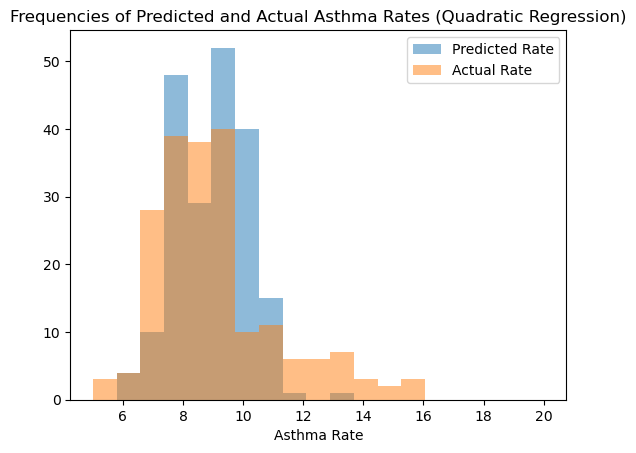 Frequencies of Predicted and Actual Asthma Rates (Quadratic Regression)
Predicted Rate
Actual Rate
50
40
30
20
10
0
6 8 10 12 14 16 18 20
Asthma Rate